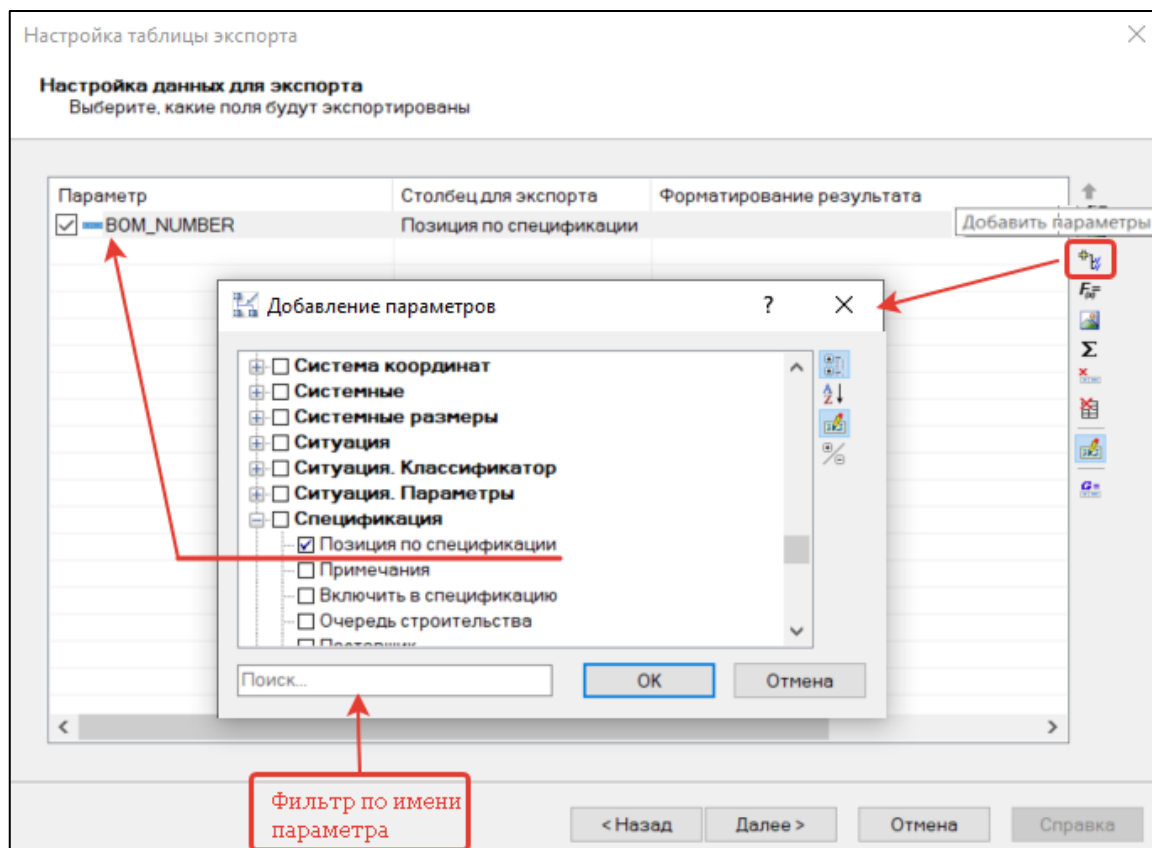 Настройка таблицы экспорта
Настройка данных для экспорта
Выберите, какие поля будут экспортированы
Параметр Столбец для экспорта Форматирование результата
BOM_NUMBER Позиция по спецификации
Добавить параметры
Добавление параметров
Система координат
Системные
Системные размеры
Ситуация
Ситуация. Классификатор
Ситуация. Параметры
Спецификация
Позиция по спецификации
Примечания
Включить в спецификацию
Очередь строительства
Поиск...
OK
Отмена
Фильтр по имени
параметра
< Назад
Далее >
Отмена
Справка